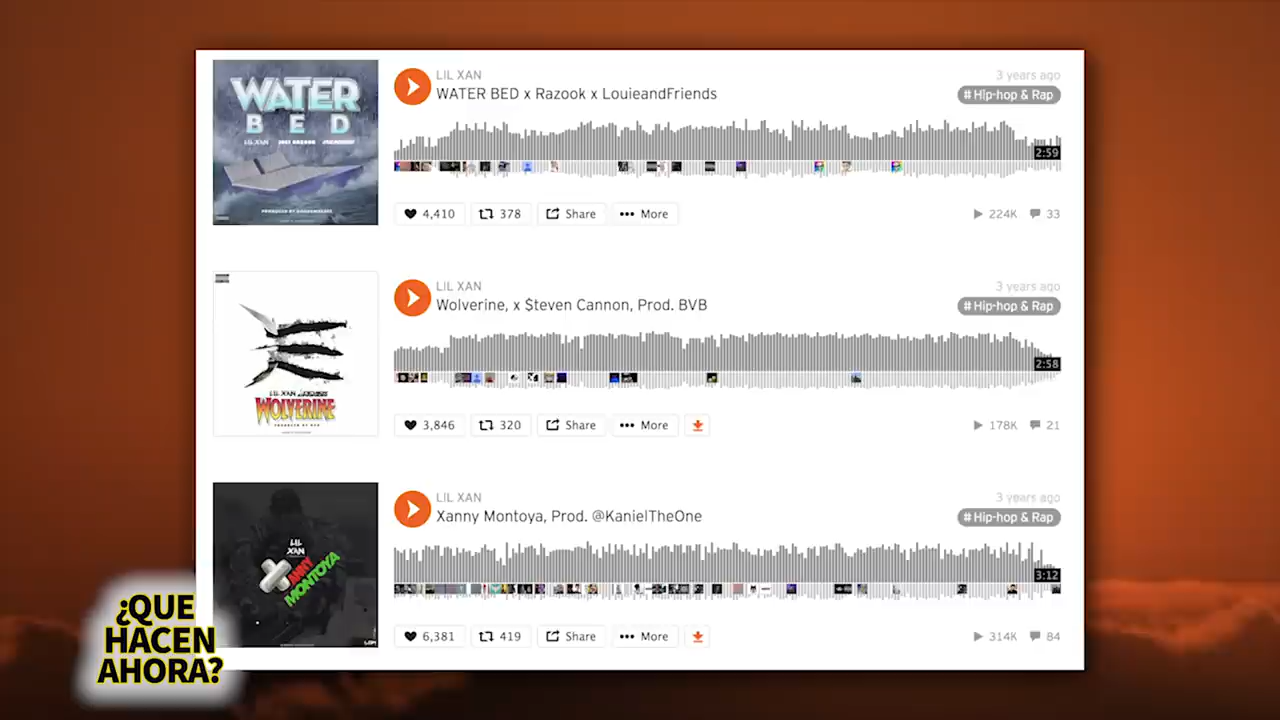 WATER
BED
LIL XAN
LIL XAN
WATER BED x Razook x LouieandFriends
3 years ago
# Hip-hop & Rap
2:59
4,410
378
Share
More
224K
33
LIL XAN
WOLVERINE
LIL XAN
Wolverine, x $teven Cannon, Prod. BVB
3 years ago
# Hip-hop & Rap
2:58
3,846
320
Share
More
178K
21
LIL
XAN
XANNY
MONTOYA
LIL XAN
Xanny Montoya, Prod. @KanielTheOne
3 years ago
# Hip-hop & Rap
3:12
6,381
419
Share
More
314K
84
¿QUE
HACEN
AHORA?